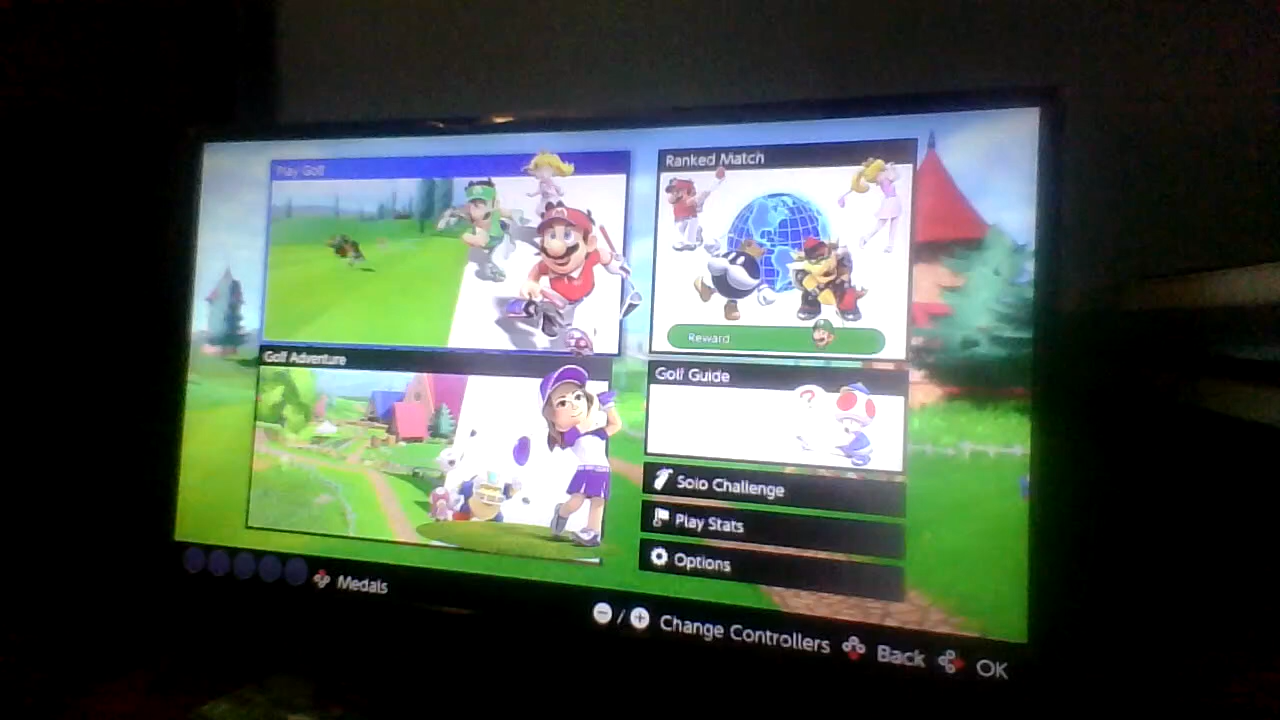 Play Golf
Ranked Match
Reward
Golf Adventure
Golf Guide
Solo Challenge
Play Stats
Options
Medals
- / + Change Controllers Back OK